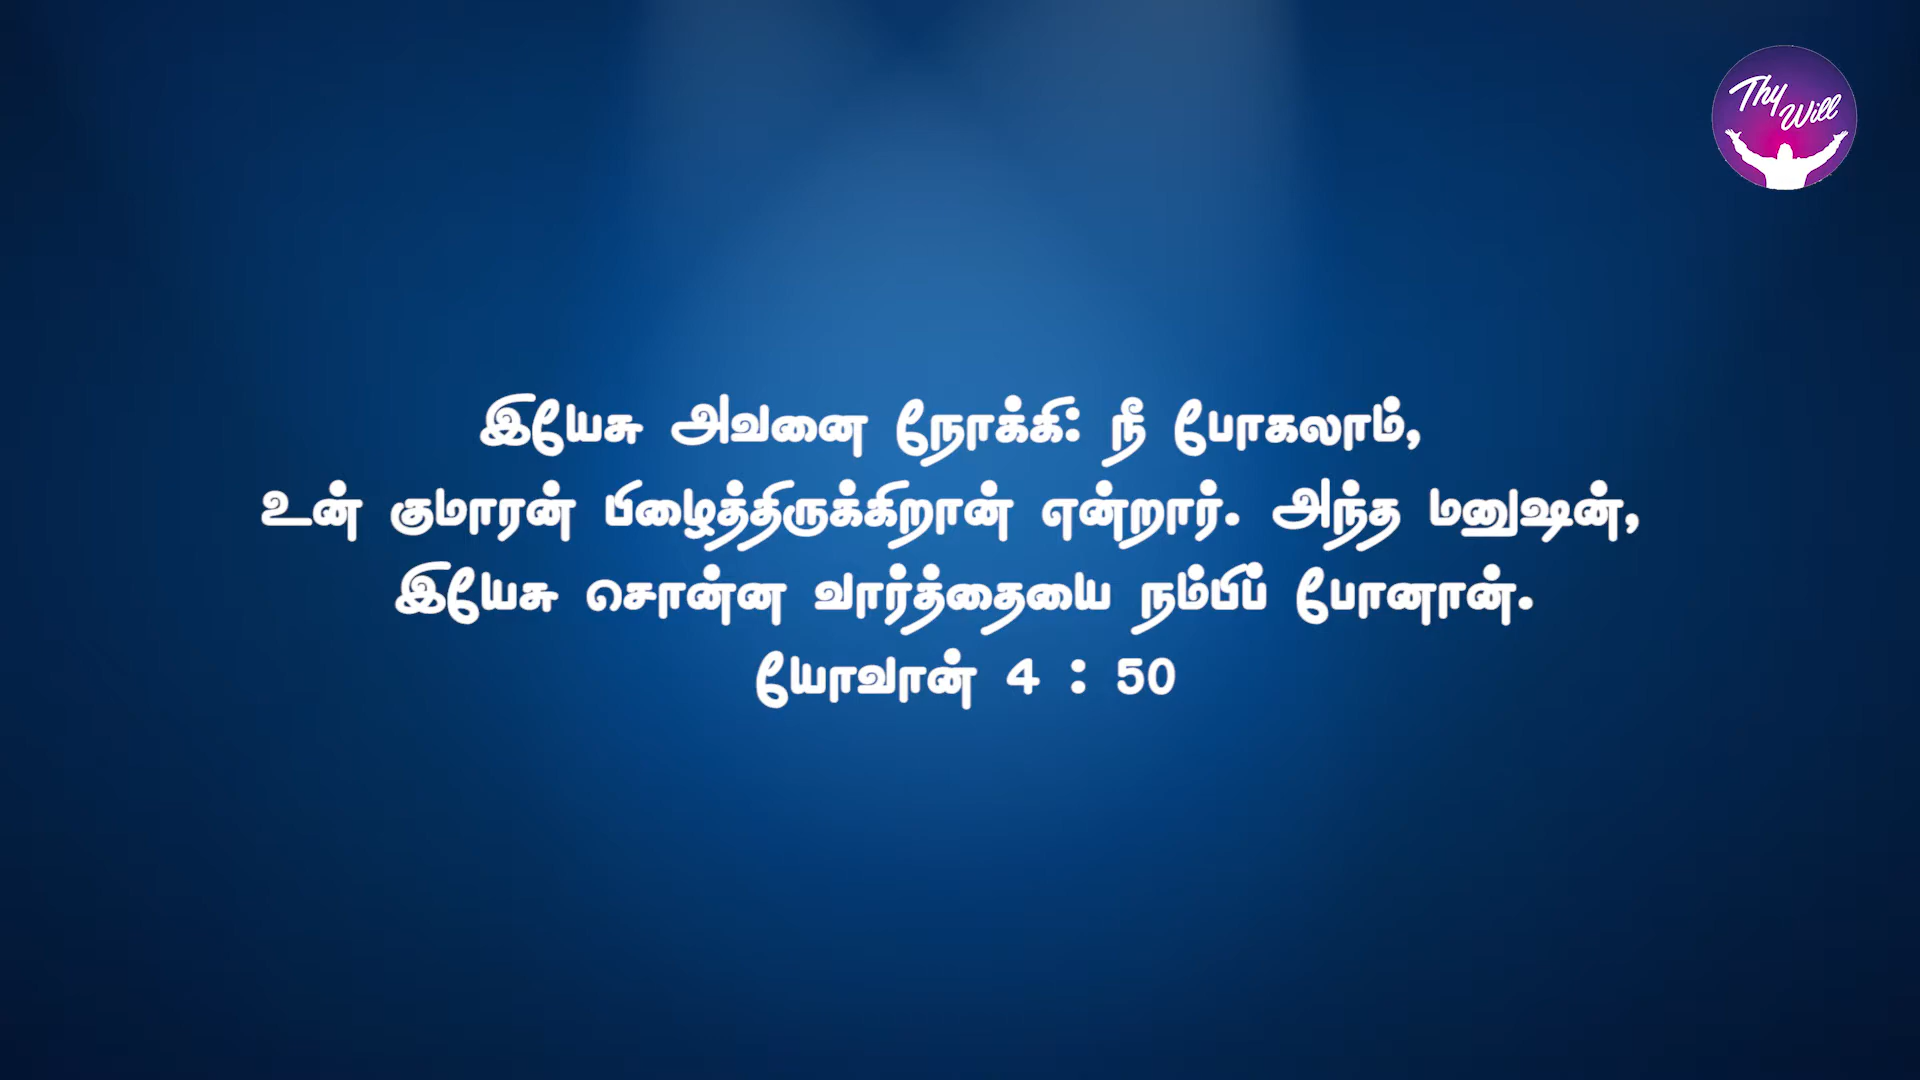 Thy Will
இயேசு அவனை நோக்கி: நீ போகலாம்,
உன் குமாரன் பிழைத்திருக்கிறான் என்றார். அந்த மனுஷன்,
இயேசு சொன்ன வார்த்தையை நம்பிப் போனான்.
யோவான் 4 : 50